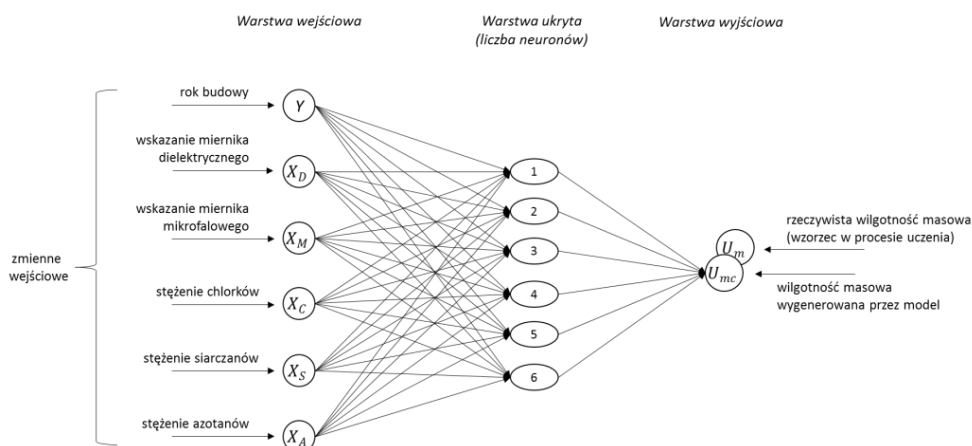 Warstwa wejściowa
Warstwa ukryta
(liczba neuronów)
Warstwa wyjściowa
zmienne
wejściowe
rok budowy
Y
wskazanie miernika
dielektrycznego
X_D
wskazanie miernika
mikrofalowego
X_M
stężenie chlorków
X_C
stężenie siarczanów
X_S
stężenie azotanów
X_A
1
2
3
4
5
6
U_m
U_mc
rzeczywista wilgotność masowa
(wzorzec w procesie uczenia)
wilgotność masowa
wygenerowana przez model